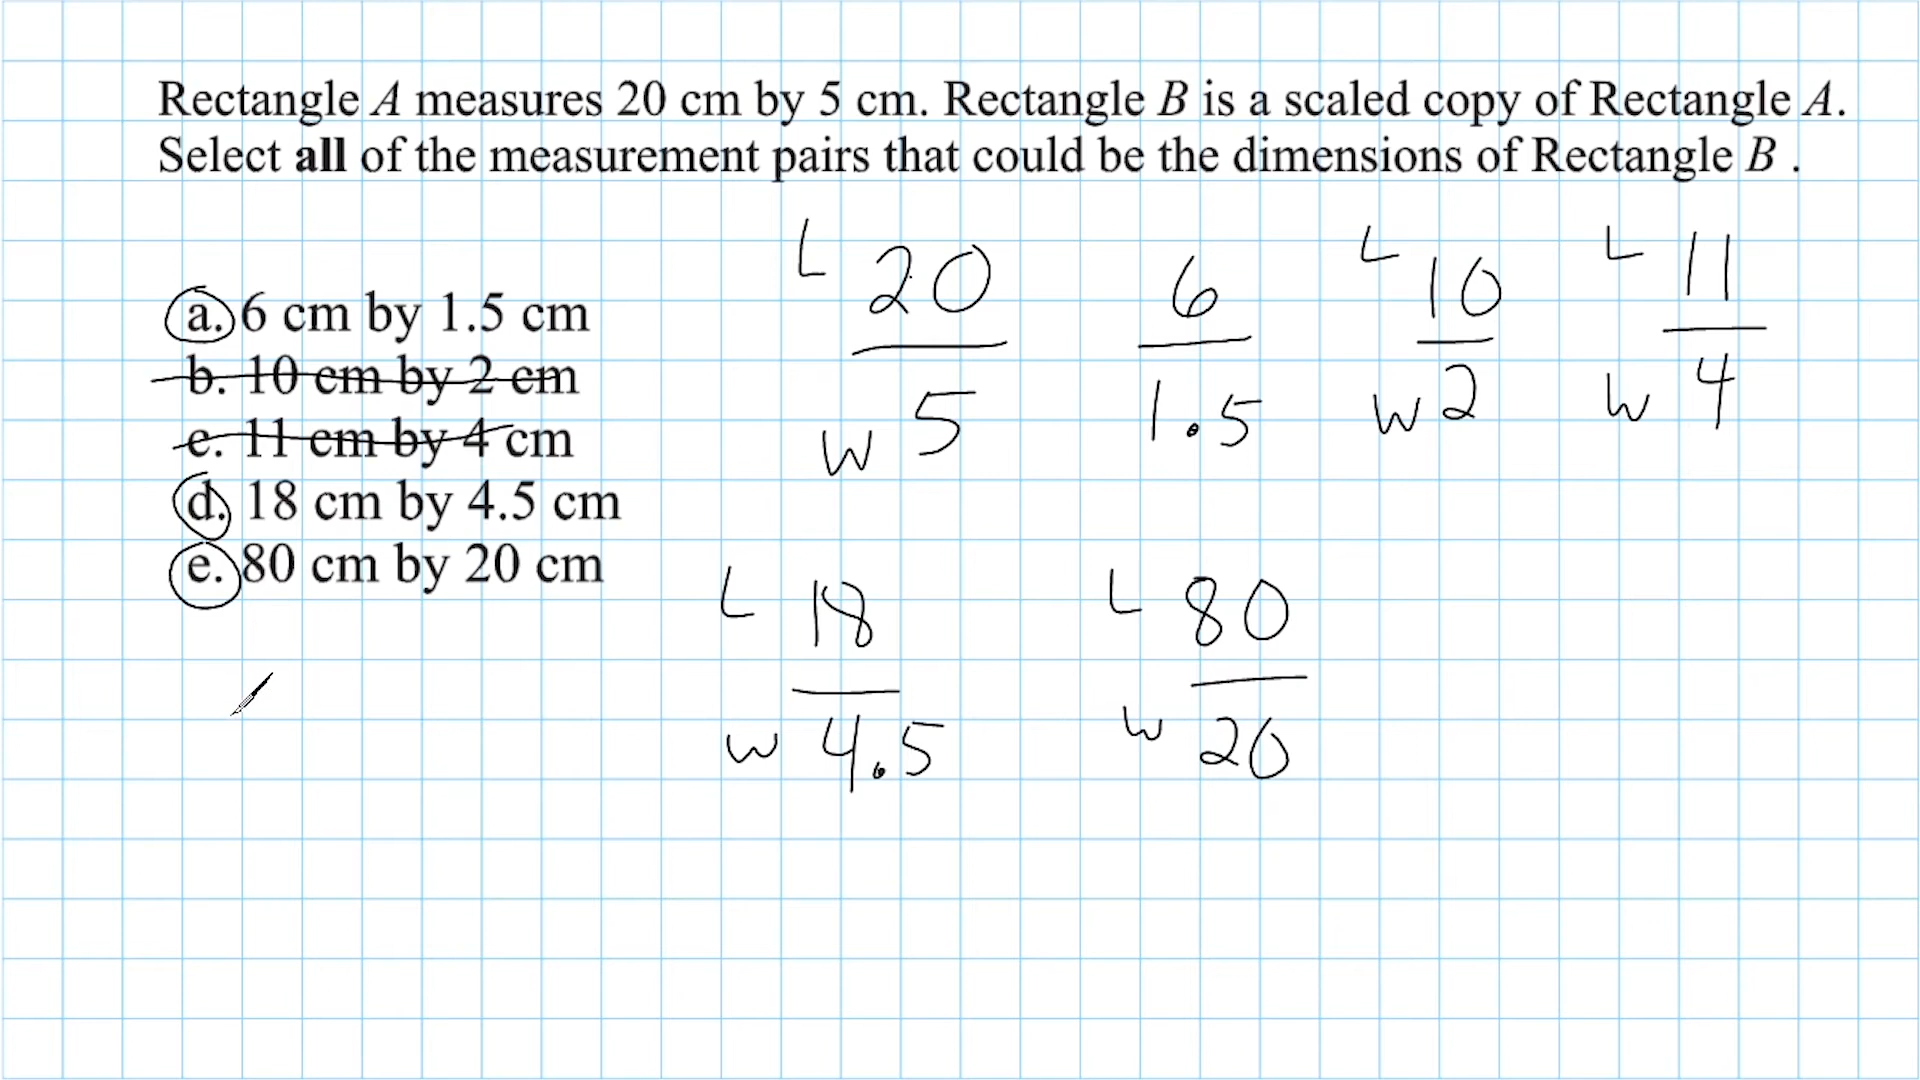 Rectangle A measures 20 cm by 5 cm. Rectangle B is a scaled copy of Rectangle A.
Select all of the measurement pairs that could be the dimensions of Rectangle B .
a. 6 cm by 1.5 cm
b. 10 cm by 2 cm
c. 11 cm by 4 cm
d. 18 cm by 4.5 cm
e. 80 cm by 20 cm
L 20
W 5
6
1.5
L 10
W 2
L 11
W 4
L 18
W 4.5
L 80
W 20